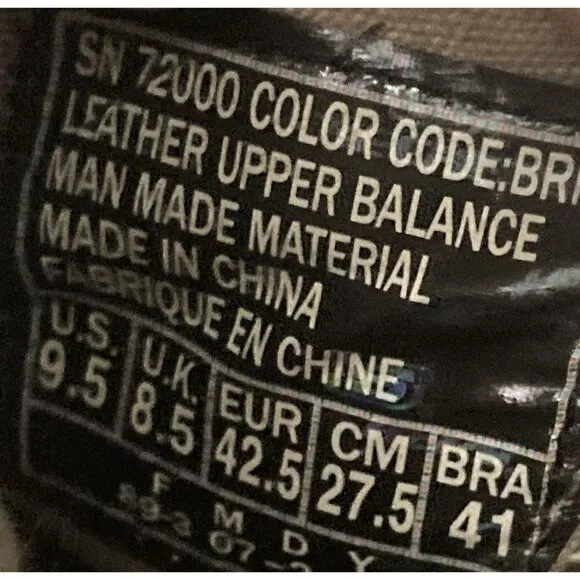 SN 72000 COLOR CODE:BR
LEATHER UPPER BALANCE
MAN MADE MATERIAL
MADE IN CHINA
FABRIQUE EN CHINE
U.S. U.K. EUR CM BRA
9.5 8.5 42.5 27.5 41
F M D Y